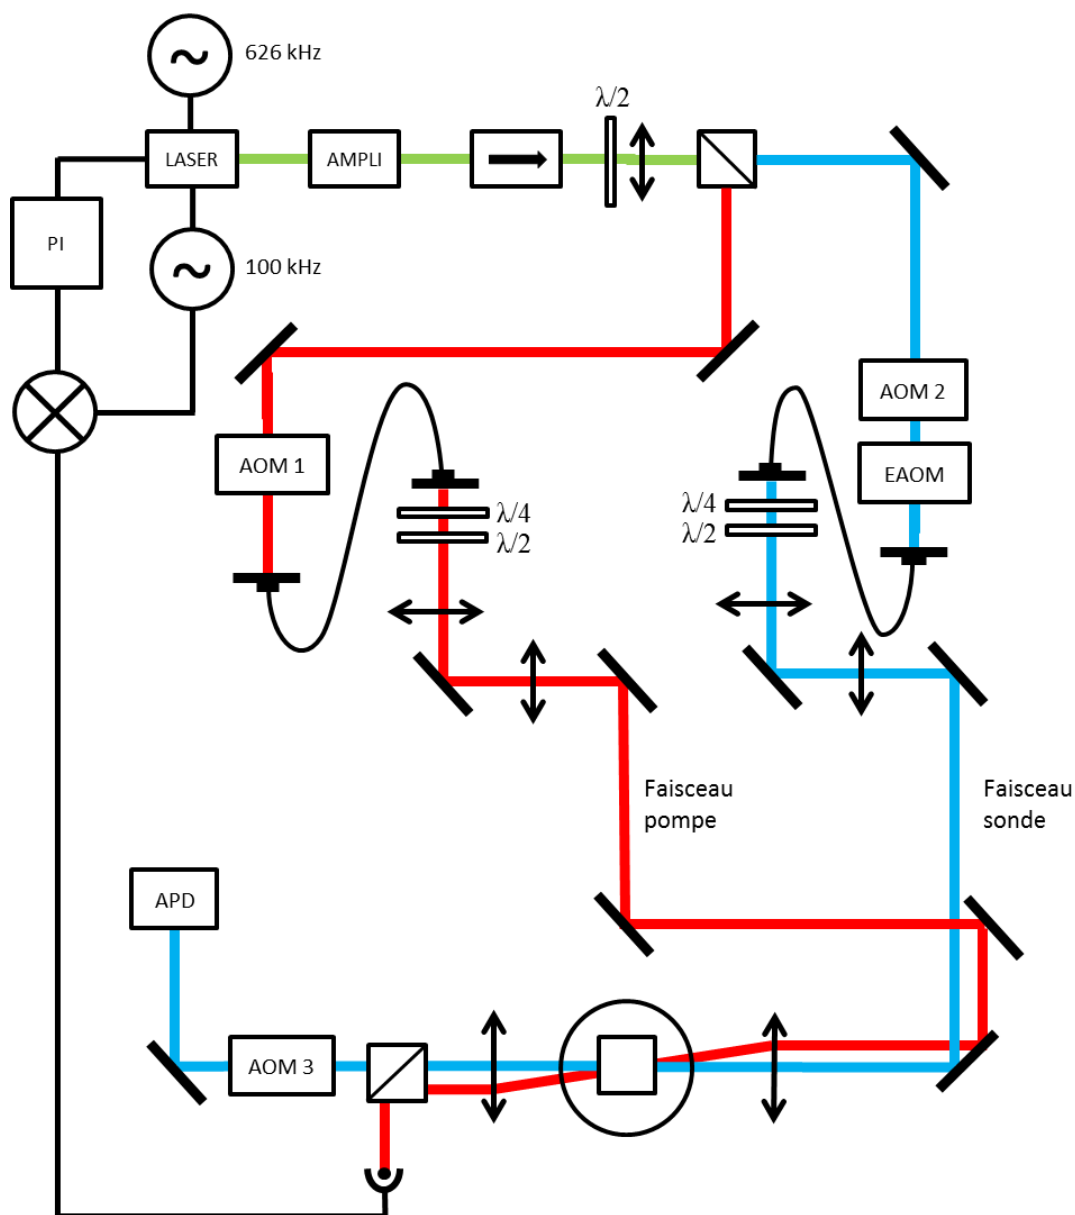 626 kHz
λ/2
LASER
AMPLI
PI
100 kHz
AOM 2
AOM 1
EAOM
λ/4
λ/2
λ/4
λ/2
Faisceau
pompe
Faisceau
sonde
APD
AOM 3